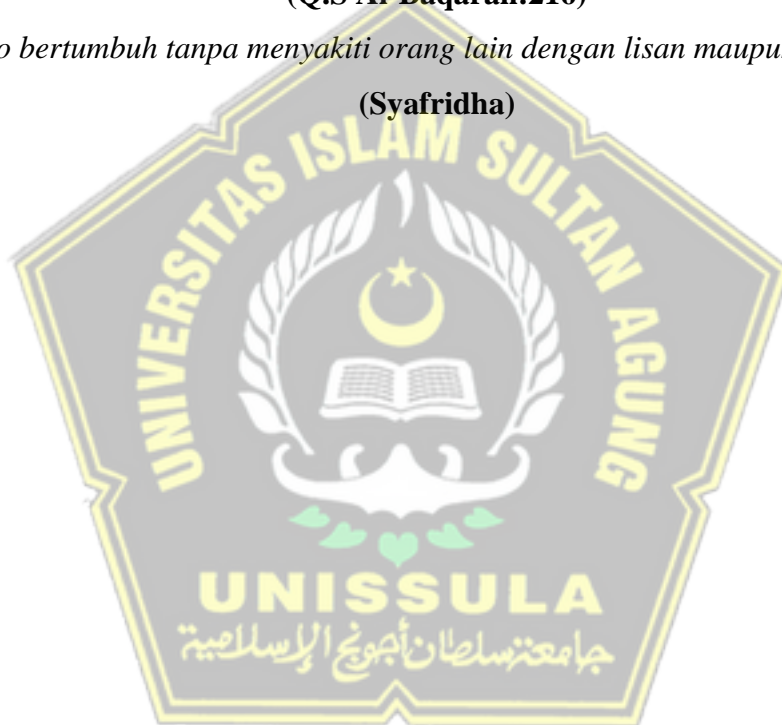 (Q.S Al-Baqarah:216)
o bertumbuh tanpa menyakiti orang lain dengan lisan maupu
(Syafridha)
UNIVERSITAS ISLAM SULTAN AGUNG
UNISSULA
جامعة سلطان أجونج الإسلامية